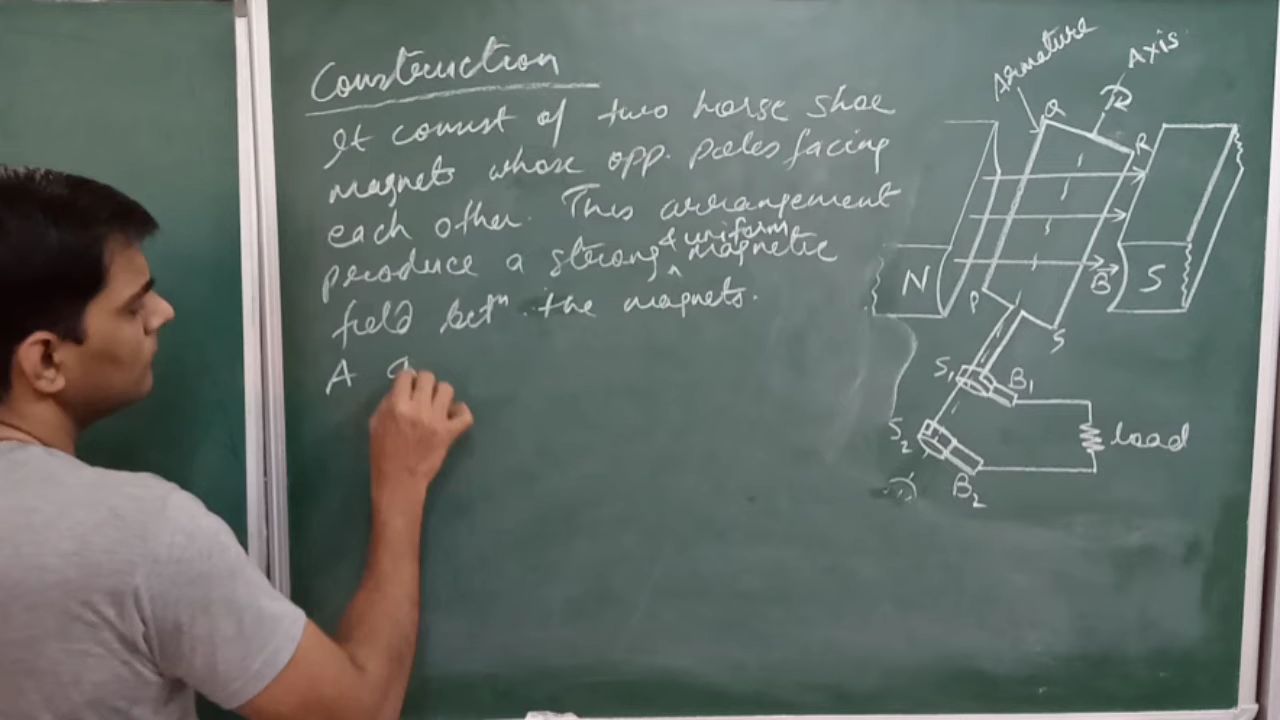 Construction
It consist of two horse shoe
magnets whose opp. poles facing
each other. This arrangement
& uniform
produce a strong ^ magnetic
field betn the magnets.
A
Armature
Axis
Q
R
N
S
B
P
S
S1
B1
S2
B2
load